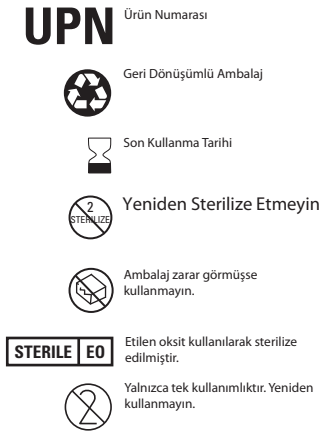 UPN Ürün Numarası
Geri Dönüşümlü Ambalaj
Son Kullanma Tarihi
2
STERILIZE
Yeniden Sterilize Etmeyin
Ambalaj zarar görmüşse
kullanmayın.
STERILE EO
Etilen oksit kullanılarak sterilize
edilmiştir.
2
Yalnızca tek kullanımlıktır. Yeniden
kullanmayın.